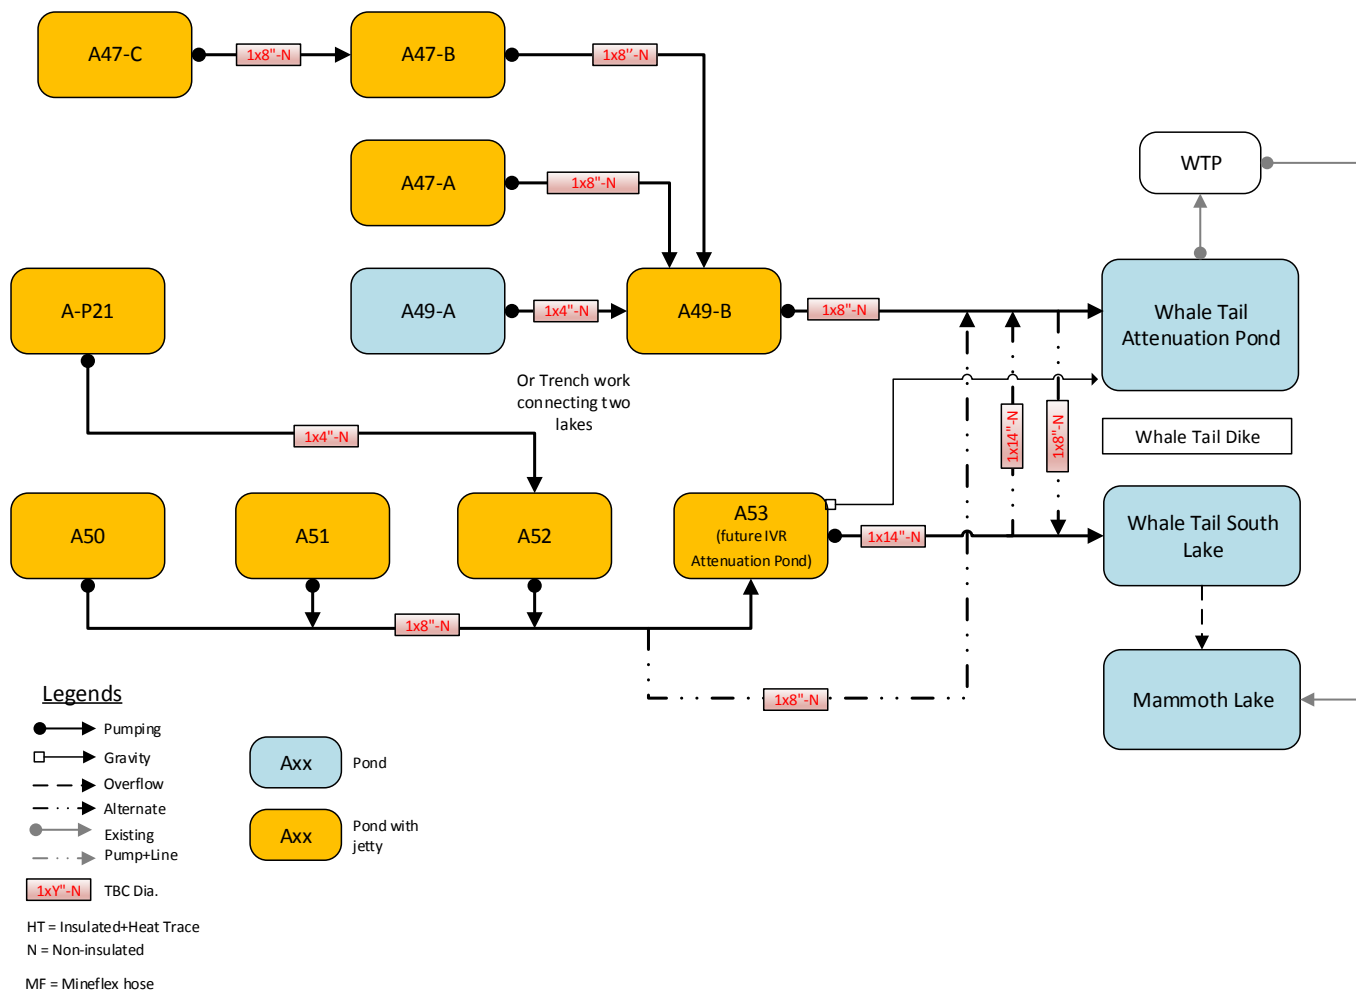 A47-C
1x8"-N
A47-B
1x8''-N
A47-A
1x8"-N
WTP
A-P21
A49-A
1x4"-N
A49-B
1x8"-N
Whale Tail
Attenuation Pond
Or Trench work
connecting two
lakes
1x4"-N
1x14"-N
1x8"-N
Whale Tail Dike
A50
A51
A52
A53
(future IVR
Attenuation Pond)
1x14"-N
Whale Tail South
Lake
1x8"-N
1x8"-N
Mammoth Lake
Legends
Pumping
Gravity
Overflow
Alternate
Existing
Pump+Line
1xY"-N
TBC Dia.
Axx
Pond
Axx
Pond with
jetty
HT = Insulated+Heat Trace
N = Non-insulated
MF = Mineflex hose